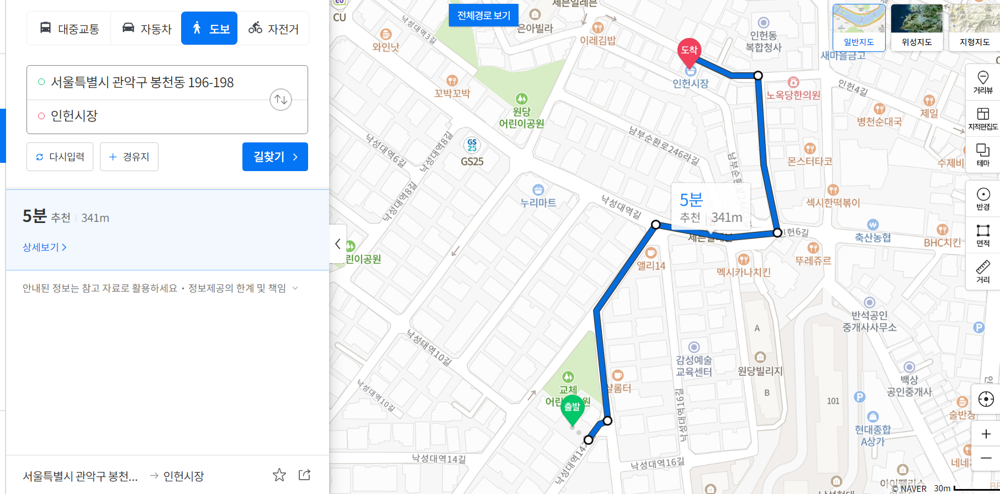 대중교통
자동차
도보
자전거
서울특별시 관악구 봉천동 196-198
인헌시장
다시입력
경유지
길찾기
5분 추천 341m
상세보기
안내된 정보는 참고 자료로 활용하세요 · 정보제공의 한계 및 책임
서울특별시 관악구 봉천... → 인헌시장
전체경로 보기
일반지도
위성지도
지형지도
거리뷰
지적편집도
테마
반경
면적
거리
CU
세븐일레븐
은아빌라
낙성대역3길
와인낫
이레김밥
도착
인헌시장
인헌동
복합청사
새마을금고
꼬박꼬박
노옥당한의원
인헌4길
병천순대국
제일
원당
어린이공원
남부순환로246라길
낙성대역6길
낙성대역8길
GS25
GS25
몬스터타코
수제비
낙성대역8길
누리마트
낙성대역길
5분
추천 341m
섹시한떡볶이
인헌6길
축산농협
BHC치킨
세븐일레븐
린이공원
앨리14
멕시카나치킨
뚜레쥬르
반석공인
중개사사무소
A
낙성대역10길
감성예술
교육센터
원당빌리지
P
교체
어린이공원
샬롬터
백상
공인중개사
낙성대역10길
출발
B
101
P
낙성대역16길
술반장
현대종합
A상가
낙성대역14길
낙성대역14길
낙성대역16길
네네
아이팰리스
© NAVER 30m